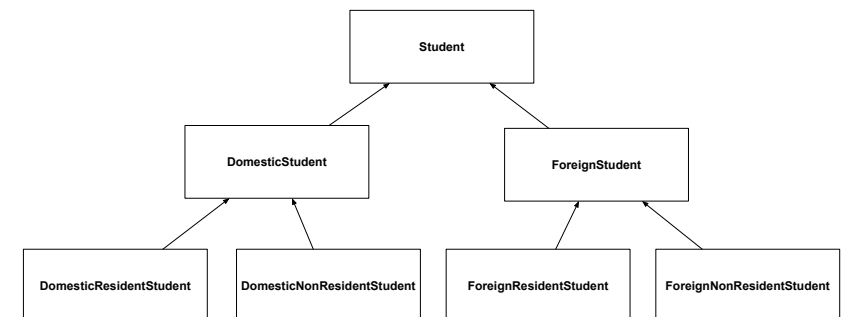 Student
DomesticStudent
ForeignStudent
DomesticResidentStudent
DomesticNonResidentStudent
ForeignResidentStudent
ForeignNonResidentStudent